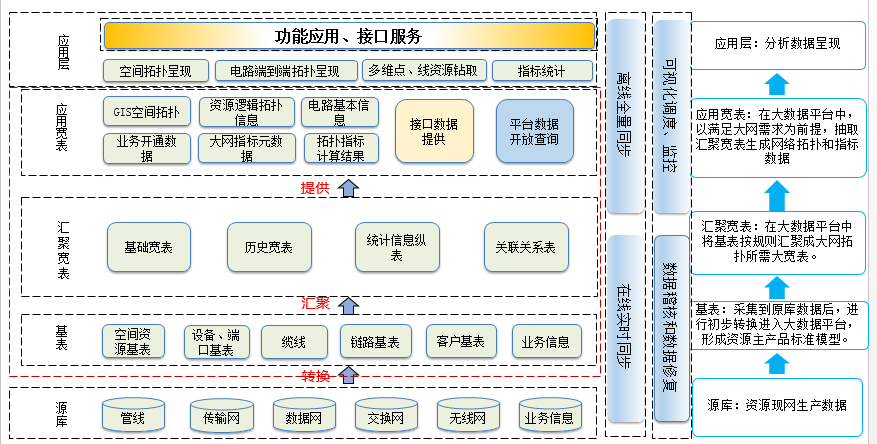 应用层
功能应用、接口服务
空间拓扑呈现
电路端到端拓扑呈现
多维点、线资源钻取
指标统计
应用宽表
GIS空间拓扑
资源逻辑拓扑
信息
电路基本信
息
业务开通数
据
大网指标元数
据
拓扑指标
计算结果
接口数据
提供
平台数据
开放查询
提供
汇聚宽表
基础宽表
历史宽表
统计信息纵
表
关联关系表
汇聚
基表
空间资
源基表
设备、端
口基表
缆线
链路基表
客户基表
业务信息
转换
源库
管线
传输网
数据网
交换网
无线网
业务信息
离线全量同步
在线实时同步
可视化调度、监控
数据稽核和数据修复
应用层：分析数据呈现
应用宽表：在大数据平台中，
以满足大网需求为前提，抽取
汇聚宽表生成网络拓扑和指标
数据
汇聚宽表：在大数据平台中
将基表按规则汇聚成大网拓
扑所需大宽表。
基表：采集到原库数据后，进
行初步转换进入大数据平台，
形成资源主产品标准模型。
源库：资源现网生产数据